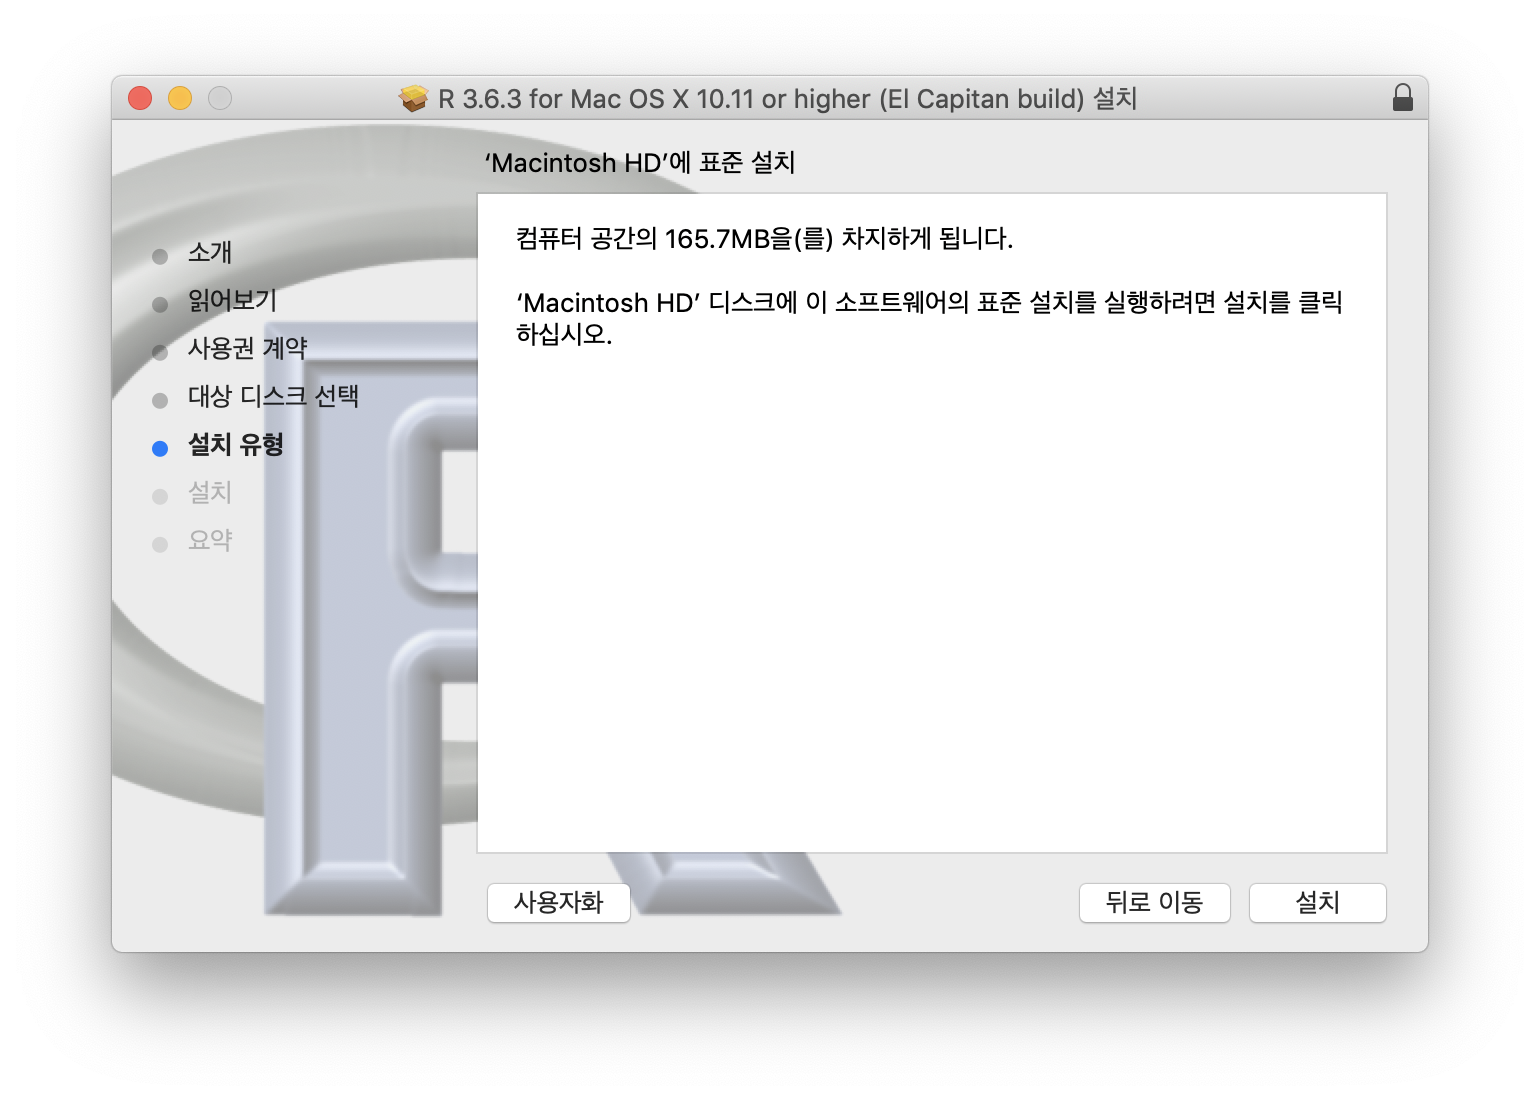 R 3.6.3 for Mac OS X 10.11 or higher (El Capitan build) 설치
‘Macintosh HD’에 표준 설치
소개
읽어보기
사용권 계약
대상 디스크 선택
설치 유형
설치
요약
컴퓨터 공간의 165.7MB을(를) 차지하게 됩니다.
‘Macintosh HD’ 디스크에 이 소프트웨어의 표준 설치를 실행하려면 설치를 클릭
하십시오.
사용자화
뒤로 이동
설치